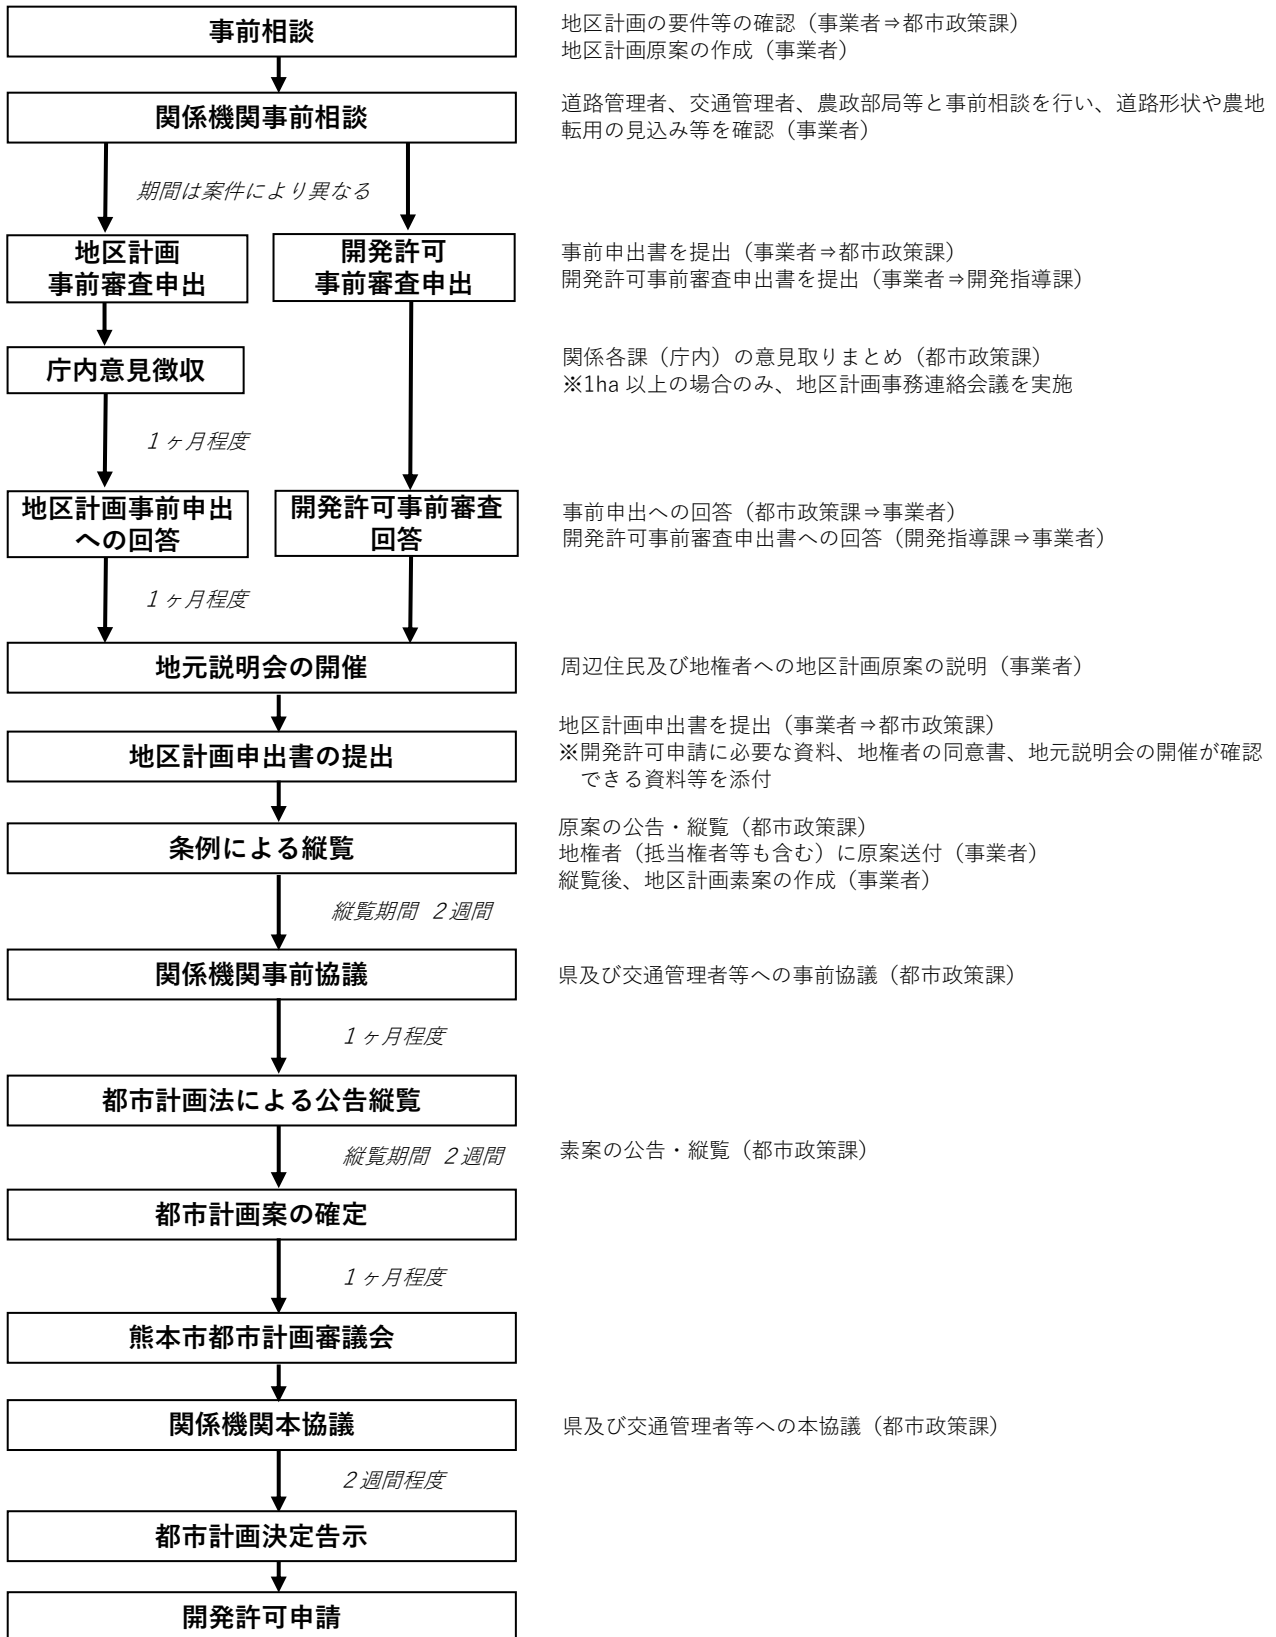 事前相談
地区計画の要件等の確認（事業者⇒都市政策課）
地区計画原案の作成（事業者）
関係機関事前相談
道路管理者、交通管理者、農政部局等と事前相談を行い、道路形状や農地
転用の見込み等を確認（事業者）
期間は案件により異なる
地区計画
事前審査申出
開発許可
事前審査申出
事前申出書を提出（事業者⇒都市政策課）
開発許可事前審査申出書を提出（事業者⇒開発指導課）
庁内意見徴収
関係各課（庁内）の意見取りまとめ（都市政策課）
※1ha 以上の場合のみ、地区計画事務連絡会議を実施
１ヶ月程度
地区計画事前申出
への回答
開発許可事前審査
回答
事前申出への回答（都市政策課⇒事業者）
開発許可事前審査申出書への回答（開発指導課⇒事業者）
１ヶ月程度
地元説明会の開催
周辺住民及び地権者への地区計画原案の説明（事業者）
地区計画申出書の提出
地区計画申出書を提出（事業者⇒都市政策課）
※開発許可申請に必要な資料、地権者の同意書、地元説明会の開催が確認
できる資料等を添付
条例による縦覧
原案の公告・縦覧（都市政策課）
地権者（抵当権者等も含む）に原案送付（事業者）
縦覧後、地区計画素案の作成（事業者）
縦覧期間 ２週間
関係機関事前協議
県及び交通管理者等への事前協議（都市政策課）
１ヶ月程度
都市計画法による公告縦覧
縦覧期間 ２週間
素案の公告・縦覧（都市政策課）
都市計画案の確定
１ヶ月程度
熊本市都市計画審議会
関係機関本協議
県及び交通管理者等への本協議（都市政策課）
２週間程度
都市計画決定告示
開発許可申請